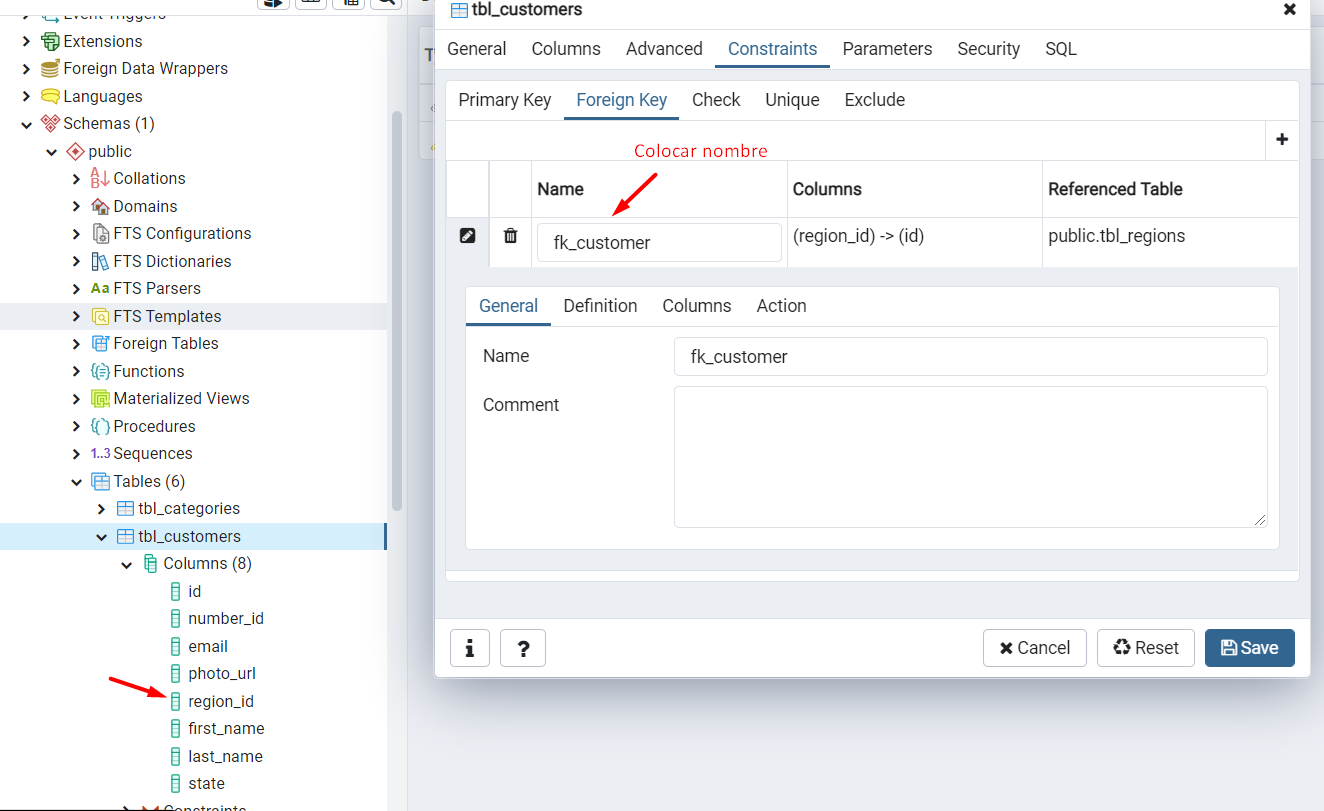 Event Triggers
Extensions
Foreign Data Wrappers
Languages
Schemas (1)
public
Collations
Domains
FTS Configurations
FTS Dictionaries
Aa FTS Parsers
FTS Templates
Foreign Tables
Functions
Materialized Views
Procedures
1..3 Sequences
Tables (6)
tbl_categories
tbl_customers
Columns (8)
id
number_id
email
photo_url
region_id
first_name
last_name
state
Constraints
tbl_customers
General Columns Advanced Constraints Parameters Security SQL
Primary Key Foreign Key Check Unique Exclude
Colocar nombre
Name Columns Referenced Table
fk_customer (region_id) -> (id) public.tbl_regions
General Definition Columns Action
Name fk_customer
Comment
i ? Cancel Reset Save